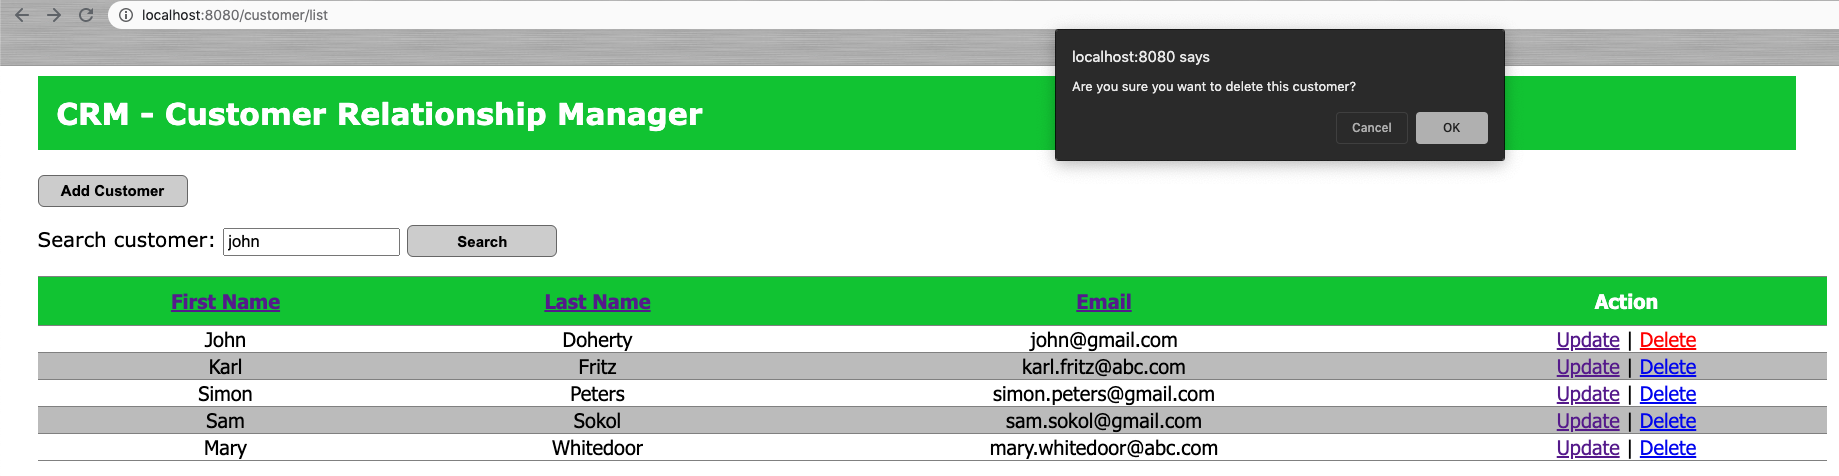 localhost:8080/customer/list
localhost:8080 says
Are you sure you want to delete this customer?
Cancel OK
CRM - Customer Relationship Manager
Add Customer
Search customer: john Search
First Name Last Name Email Action
John Doherty john@gmail.com Update | Delete
Karl Fritz karl.fritz@abc.com Update | Delete
Simon Peters simon.peters@gmail.com Update | Delete
Sam Sokol sam.sokol@gmail.com Update | Delete
Mary Whitedoor mary.whitedoor@abc.com Update | Delete